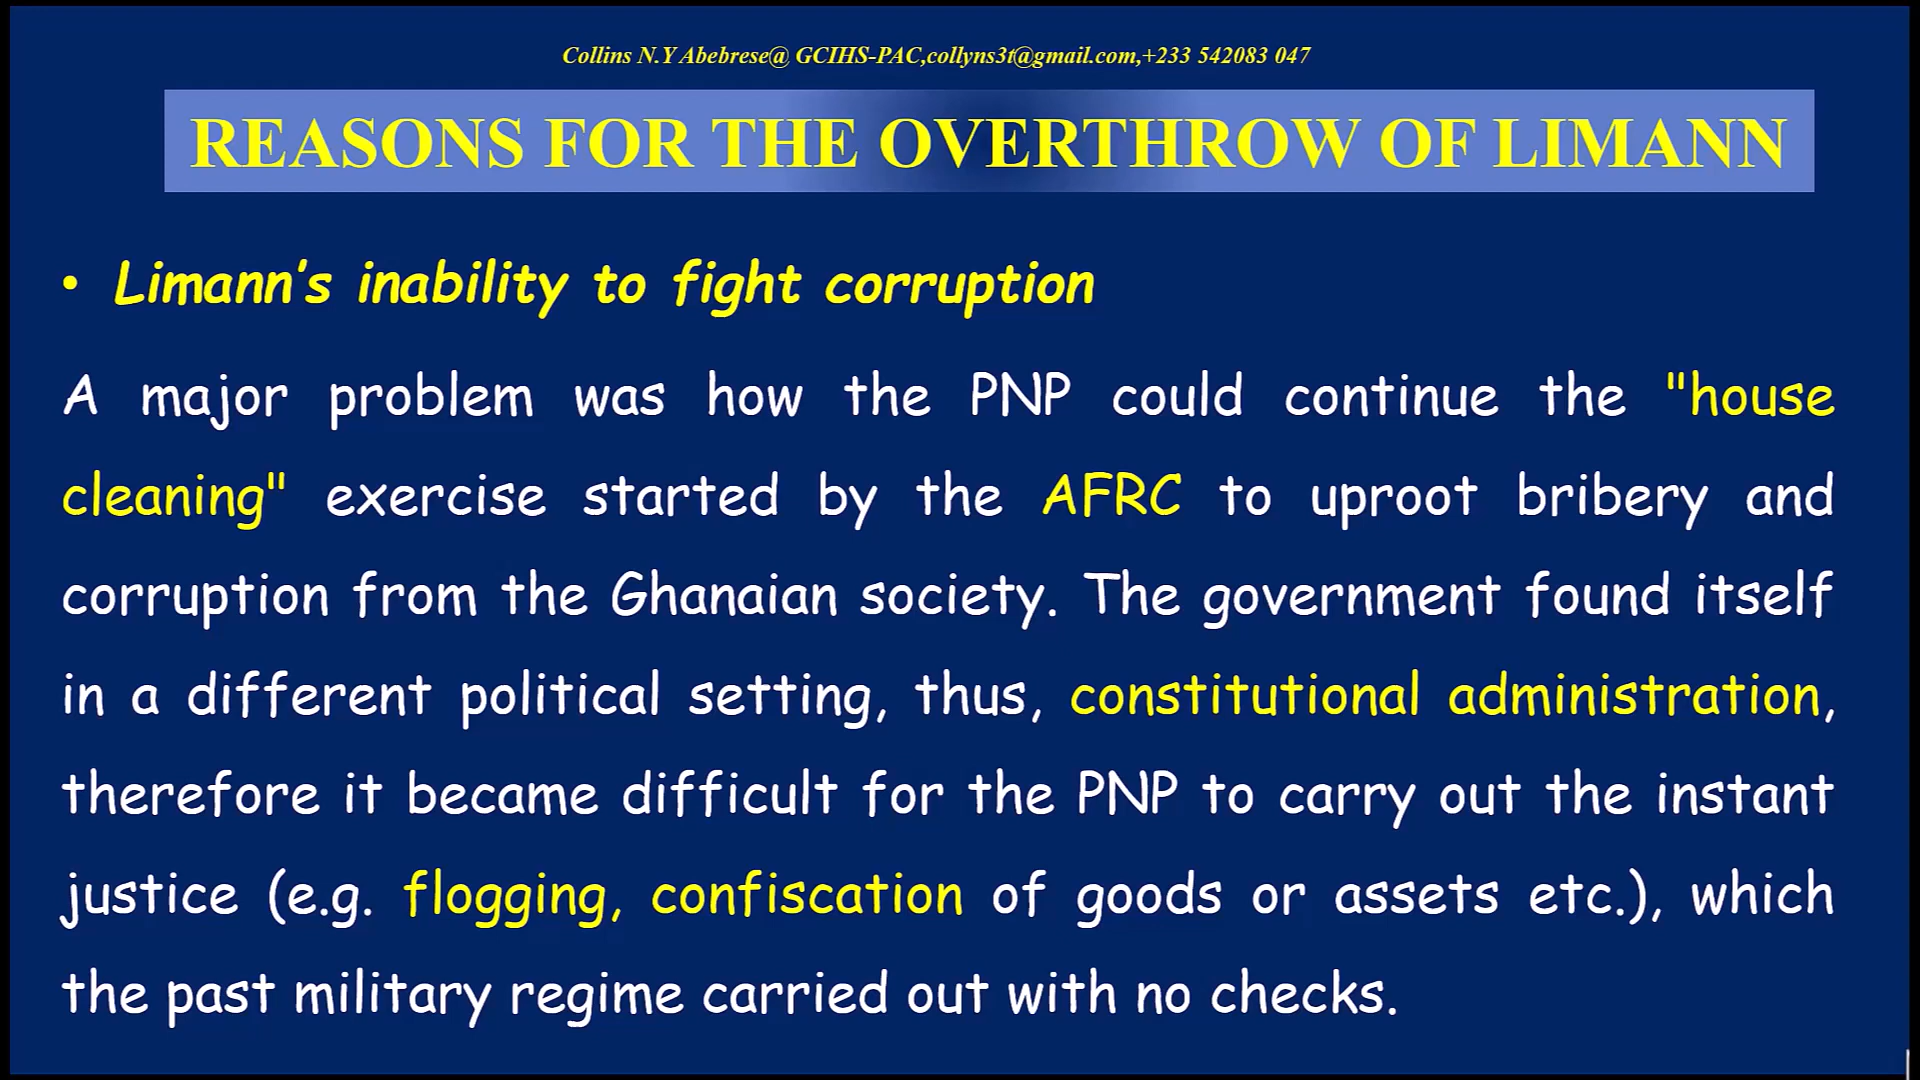 Collins N.Y Abebrese@ GCIHS-PAC,collyns3t@gmail.com,+233 542083 047
REASONS FOR THE OVERTHROW OF LIMANN
• Limann's inability to fight corruption
A major problem was how the PNP could continue the "house
cleaning" exercise started by the AFRC to uproot bribery and
corruption from the Ghanaian society. The government found itself
in a different political setting, thus, constitutional administration,
therefore it became difficult for the PNP to carry out the instant
justice (e.g. flogging, confiscation of goods or assets etc.), which
the past military regime carried out with no checks.